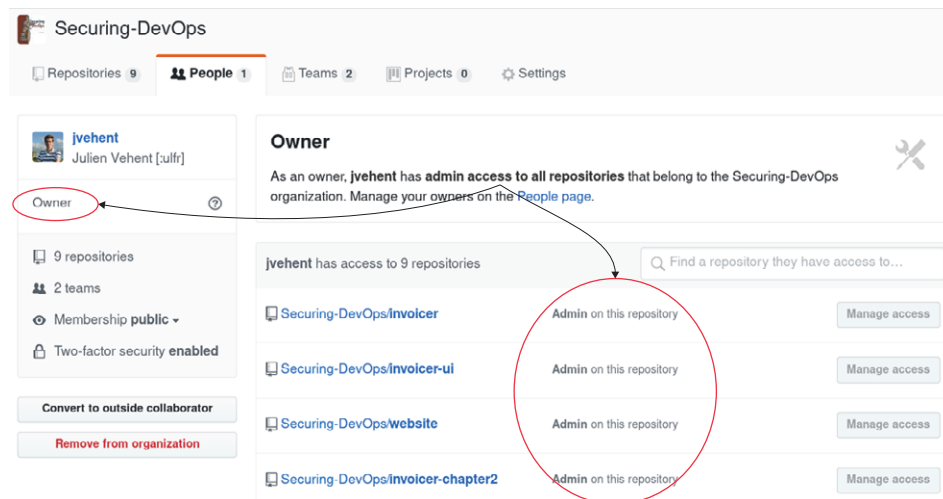 Securing-DevOps
Repositories 9 People 1 Teams 2 Projects 0 Settings
jvehent
Julien Vehent [:ulfr]
Owner
9 repositories
2 teams
Membership public
Two-factor security enabled
Convert to outside collaborator
Remove from organization
Owner
As an owner, jvehent has admin access to all repositories that belong to the Securing-DevOps
organization. Manage your owners on the People page.
jvehent has access to 9 repositories Find a repository they have access to...
Securing-DevOps/invoicer Admin on this repository Manage access
Securing-DevOps/invoicer-ui Admin on this repository Manage access
Securing-DevOps/website Admin on this repository Manage access
Securing-DevOps/invoicer-chapter2 Admin on this repository Manage access